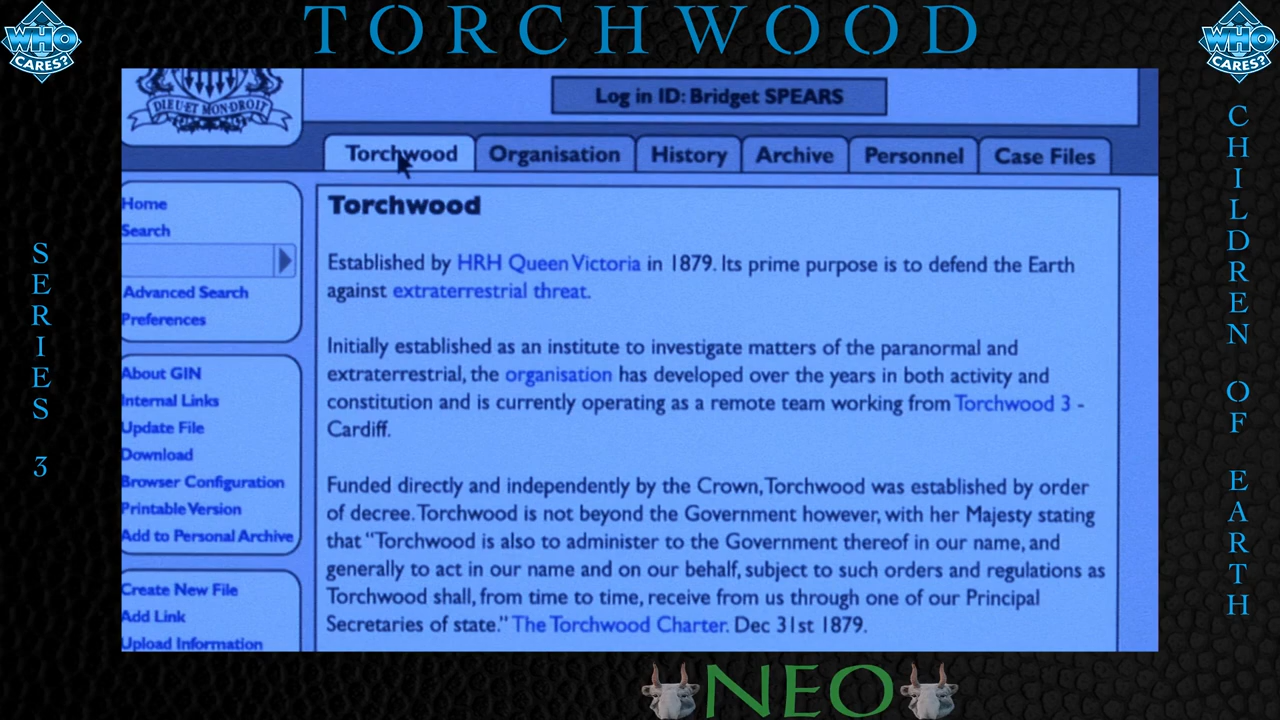 TORCHWOOD
WHO
CARES?
WHO
CARES?
SERIES 3
CHILDREN OF EARTH
DIEU ET MON DROIT
Log in ID: Bridget SPEARS
Torchwood
Organisation
History
Archive
Personnel
Case Files
Home
Search
Advanced Search
Preferences
About GIN
Internal Links
Update File
Download
Browser Configuration
Printable Version
Add to Personal Archive
Create New File
Add Link
Upload Information
Torchwood
Established by HRH Queen Victoria in 1879. Its prime purpose is to defend the Earth
against extraterrestrial threat.
Initially established as an institute to investigate matters of the paranormal and
extraterrestrial, the organisation has developed over the years in both activity and
constitution and is currently operating as a remote team working from Torchwood 3 -
Cardiff.
Funded directly and independently by the Crown, Torchwood was established by order
of decree. Torchwood is not beyond the Government however, with her Majesty stating
that “Torchwood is also to administer to the Government thereof in our name, and
generally to act in our name and on our behalf, subject to such orders and regulations as
Torchwood shall, from time to time, receive from us through one of our Principal
Secretaries of state.” The Torchwood Charter. Dec 31st 1879.
NEO